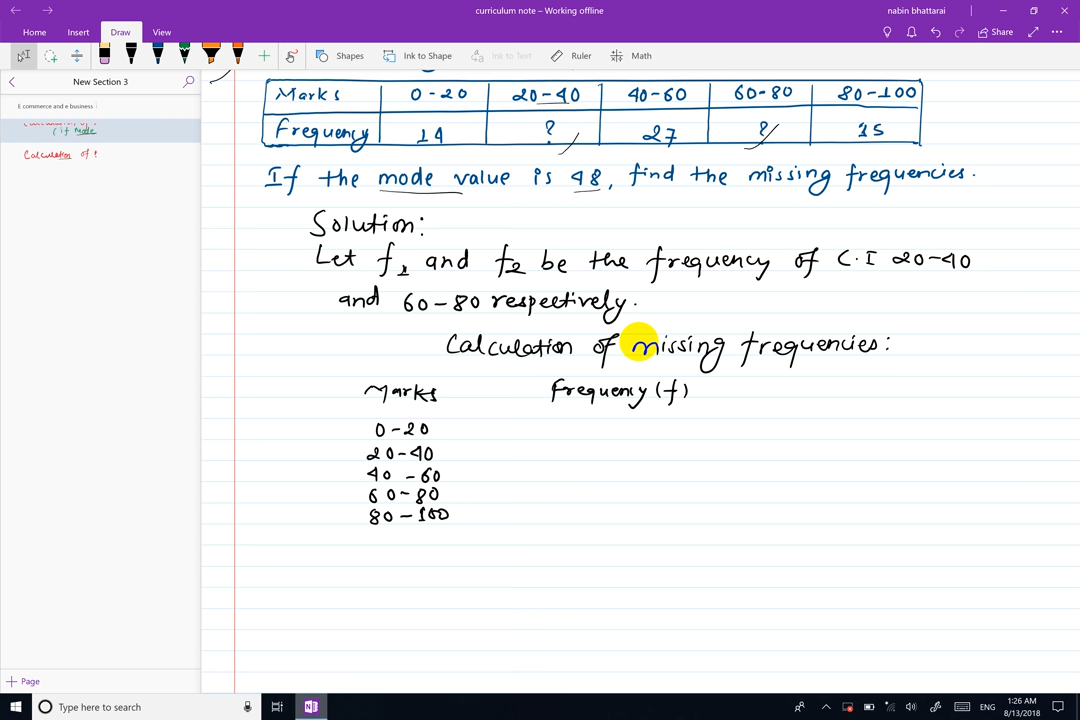 curriculum note – Working offline
nabin bhattarai
Home Insert Draw View
Share
Shapes Ink to Shape Ink to Text Ruler Math
New Section 3
E commerce and e business
(if mode
Calculation of !
Marks 0-20 20-40 40-60 60-80 80-100
Frequency 14 ? 27 ? 15
If the mode value is 48, find the missing frequencies.
Solution:
Let f1 and f2 be the frequency of C.I 20-40
and 60-80 respectively.
Calculation of missing frequencies:
Marks Frequency (f)
0-20
20-40
40-60
60-80
80-100
+ Page
Type here to search
ENG
1:26 AM
8/13/2018